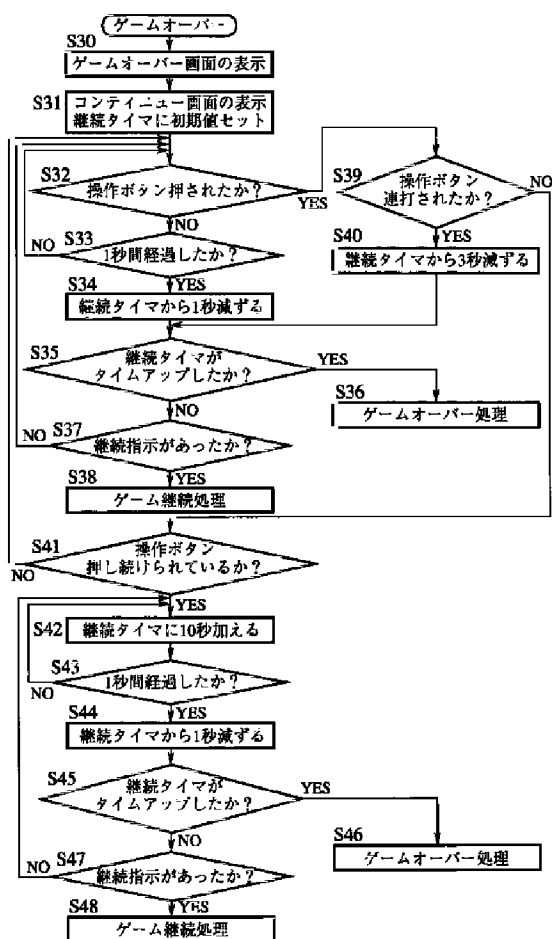 ゲームオーバー
S30
ゲームオーバー画面の表示
S31
コンティニュー画面の表示
継続タイマに初期値セット
S32
操作ボタン押されたか?
YES
NO
S39
操作ボタン
連打されたか?
NO
YES
S33
1秒間経過したか?
NO
YES
S40
継続タイマから3秒減ずる
S34
継続タイマから1秒減ずる
S35
継続タイマが
タイムアップしたか?
YES
NO
S36
ゲームオーバー処理
S37
継続指示があったか?
NO
YES
S38
ゲーム継続処理
S41
操作ボタン
押し続けられているか?
NO
YES
S42
継続タイマに10秒加える
S43
1秒間経過したか?
NO
YES
S44
継続タイマから1秒減ずる
S45
継続タイマが
タイムアップしたか?
YES
NO
S46
ゲームオーバー処理
S47
継続指示があったか?
NO
YES
S48
ゲーム継続処理